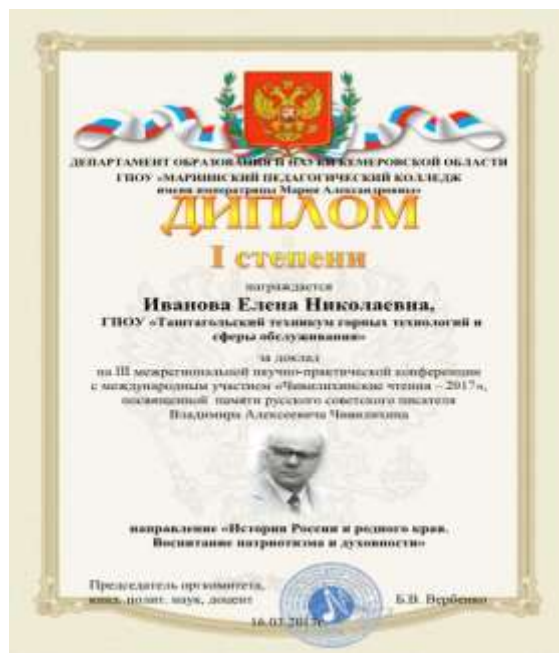 ДЕПАРТАМЕНТ ОБРАЗОВАНИЯ И НАУКИ КЕМЕРОВСКОЙ ОБЛАСТИ
ГПОУ «МАРИИНСКИЙ ПЕДАГОГИЧЕСКИЙ КОЛЛЕДЖ
имени императрицы Марии Александровны»
ДИПЛОМ
I степени
награждается
Иванова Елена Николаевна,
ГПОУ «Таштагольский техникум горных технологий и
сферы обслуживания»
за доклад
на III межрегиональной научно-практической конференции
с международным участием «Чивилихинские чтения – 2017»,
посвященной памяти русского советского писателя
Владимира Алексеевича Чивилихина
направление «История России и родного края.
Воспитание патриотизма и духовности»
Председатель оргкомитета,
канд. полит. наук, доцент
Б.В. Вербенко
16.03.2017г.